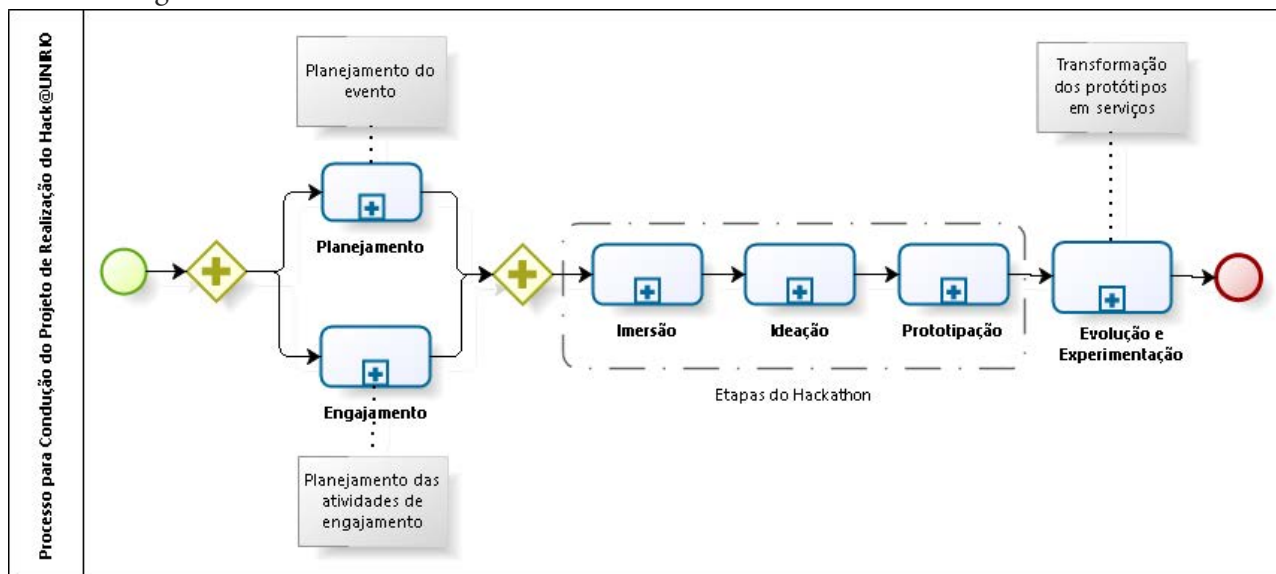 Processo para Condução do Projeto de Realização do Hack@UNIRIO
Planejamento do
evento
Planejamento
Engajamento
Planejamento das
atividades de
engajamento
Imersão
Ideação
Prototipação
Etapas do Hackathon
Transformação
dos protótipos
em serviços
Evolução e
Experimentação